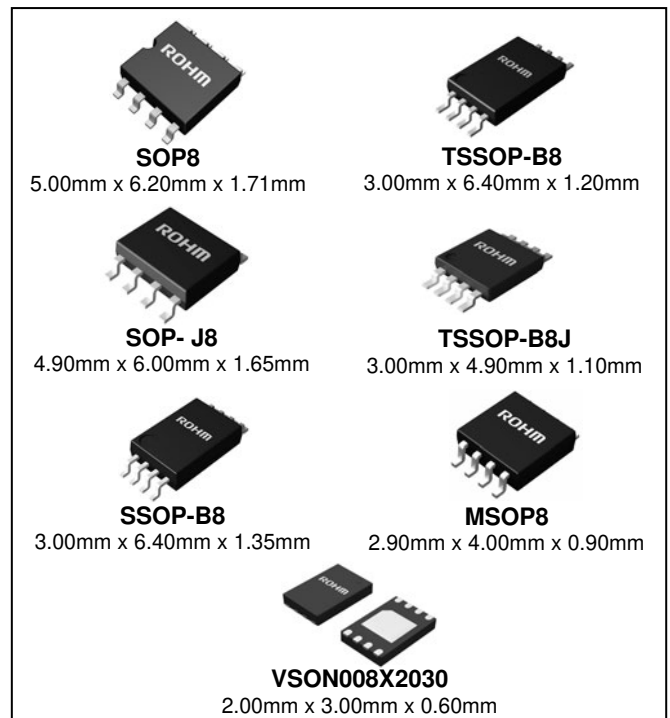 ROHM
ROHM
SOP8
TSSOP-B8
5.00mm x 6.20mm x 1.71mm
3.00mm x 6.40mm x 1.20mm
ROHM
ROHM
SOP- J8
TSSOP-B8J
4.90mm x 6.00mm x 1.65mm
3.00mm x 4.90mm x 1.10mm
ROHM
ROHM
SSOP-B8
MSOP8
3.00mm x 6.40mm x 1.35mm
2.90mm x 4.00mm x 0.90mm
ROHM
VSON008X2030
2.00mm x 3.00mm x 0.60mm